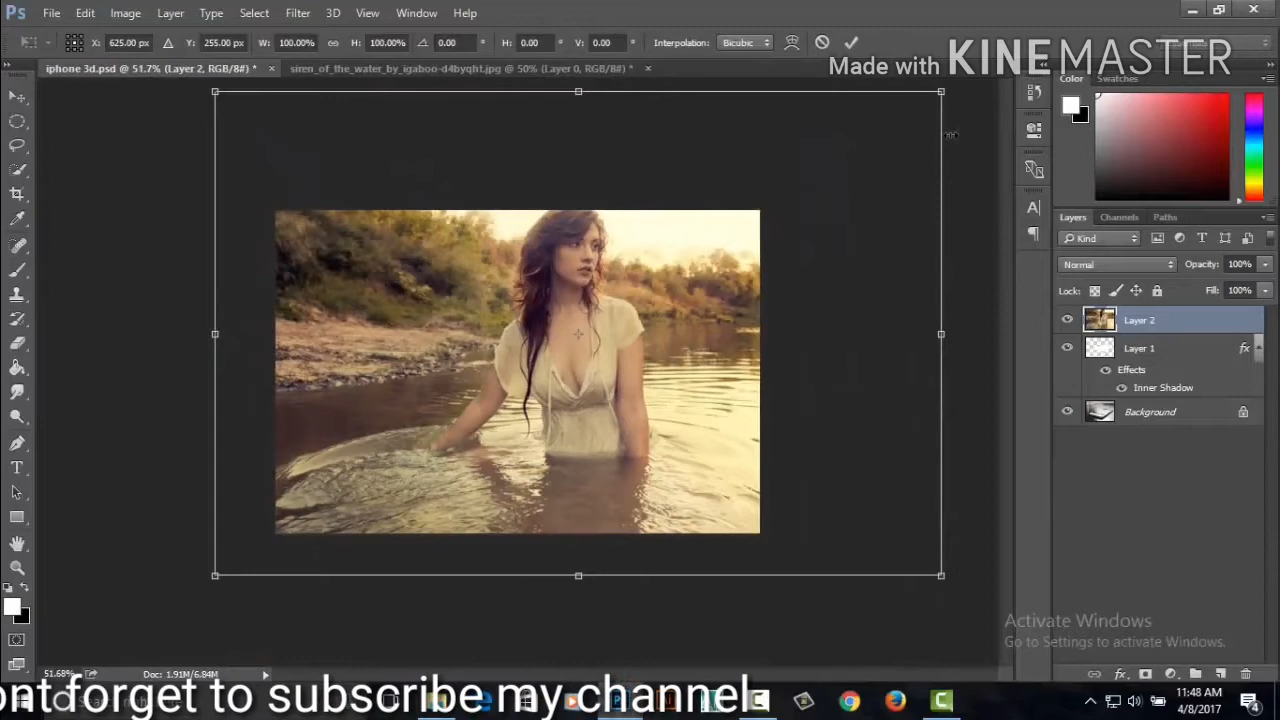 Ps File Edit Image Layer Type Select Filter 3D View Window Help
X: 625.00 px Y: 255.00 px W: 100.00% H: 100.00% 0.00 ° H: 0.00 ° V: 0.00 ° Interpolation: Bicubic
Made with KINEMASTER
iphone 3d.psd @ 51.7% (Layer 2, RGB/8#) * siren_of_the_water_by_igaboo-d4byqht.jpg @ 50% (Layer 0, RGB/8#) *
Color Swatches
Layers Channels Paths
Kind
Normal Opacity: 100%
Lock: Fill: 100%
Layer 2
Layer 1 fx
Effects
Inner Shadow
Background
Activate Windows
Go to Settings to activate Windows.
51.68% Doc: 1.91M/6.84M
ont forget to subscribe my channel
11:48 AM
4/8/2017
4